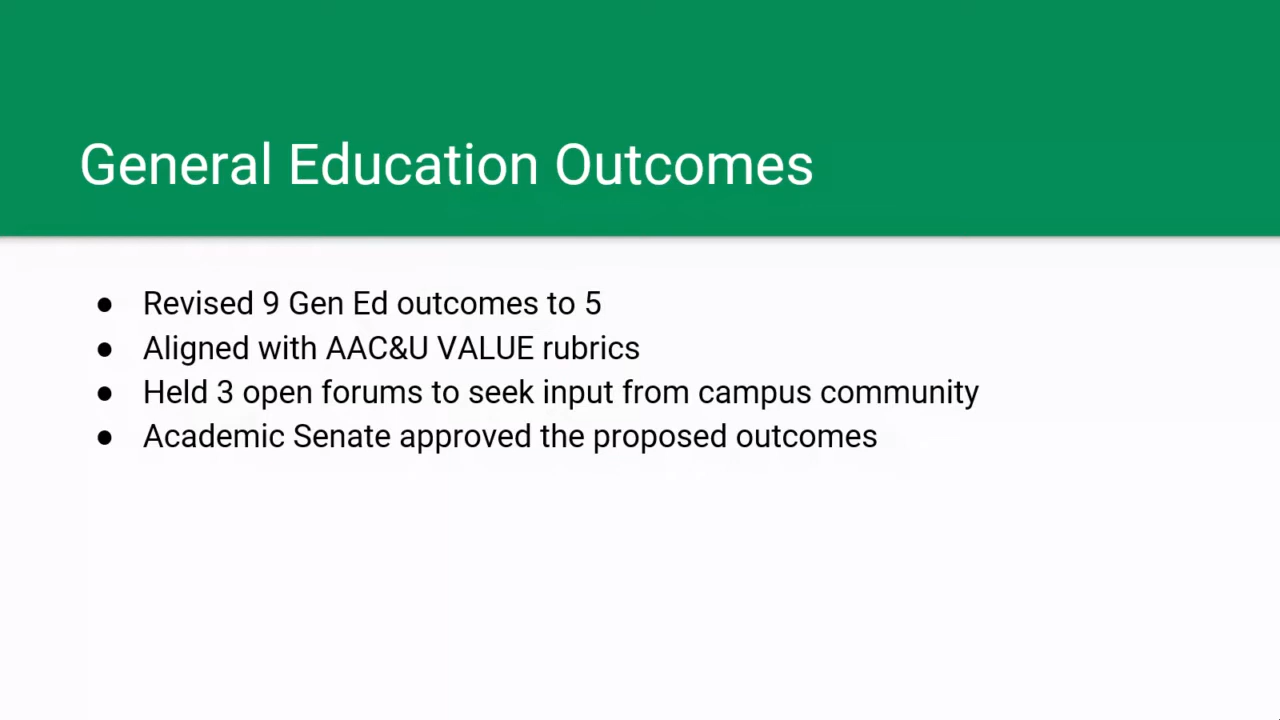 General Education Outcomes
● Revised 9 Gen Ed outcomes to 5
● Aligned with AAC&U VALUE rubrics
● Held 3 open forums to seek input from campus community
● Academic Senate approved the proposed outcomes